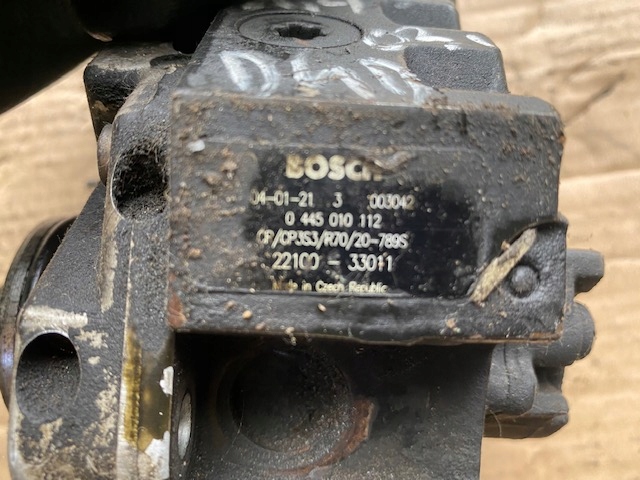 BOSCH
04-01-21 3 003042
0 445 010 112
CP/CP3S3/R70/20-789S
22100 - 33011
Made in Czech Republic